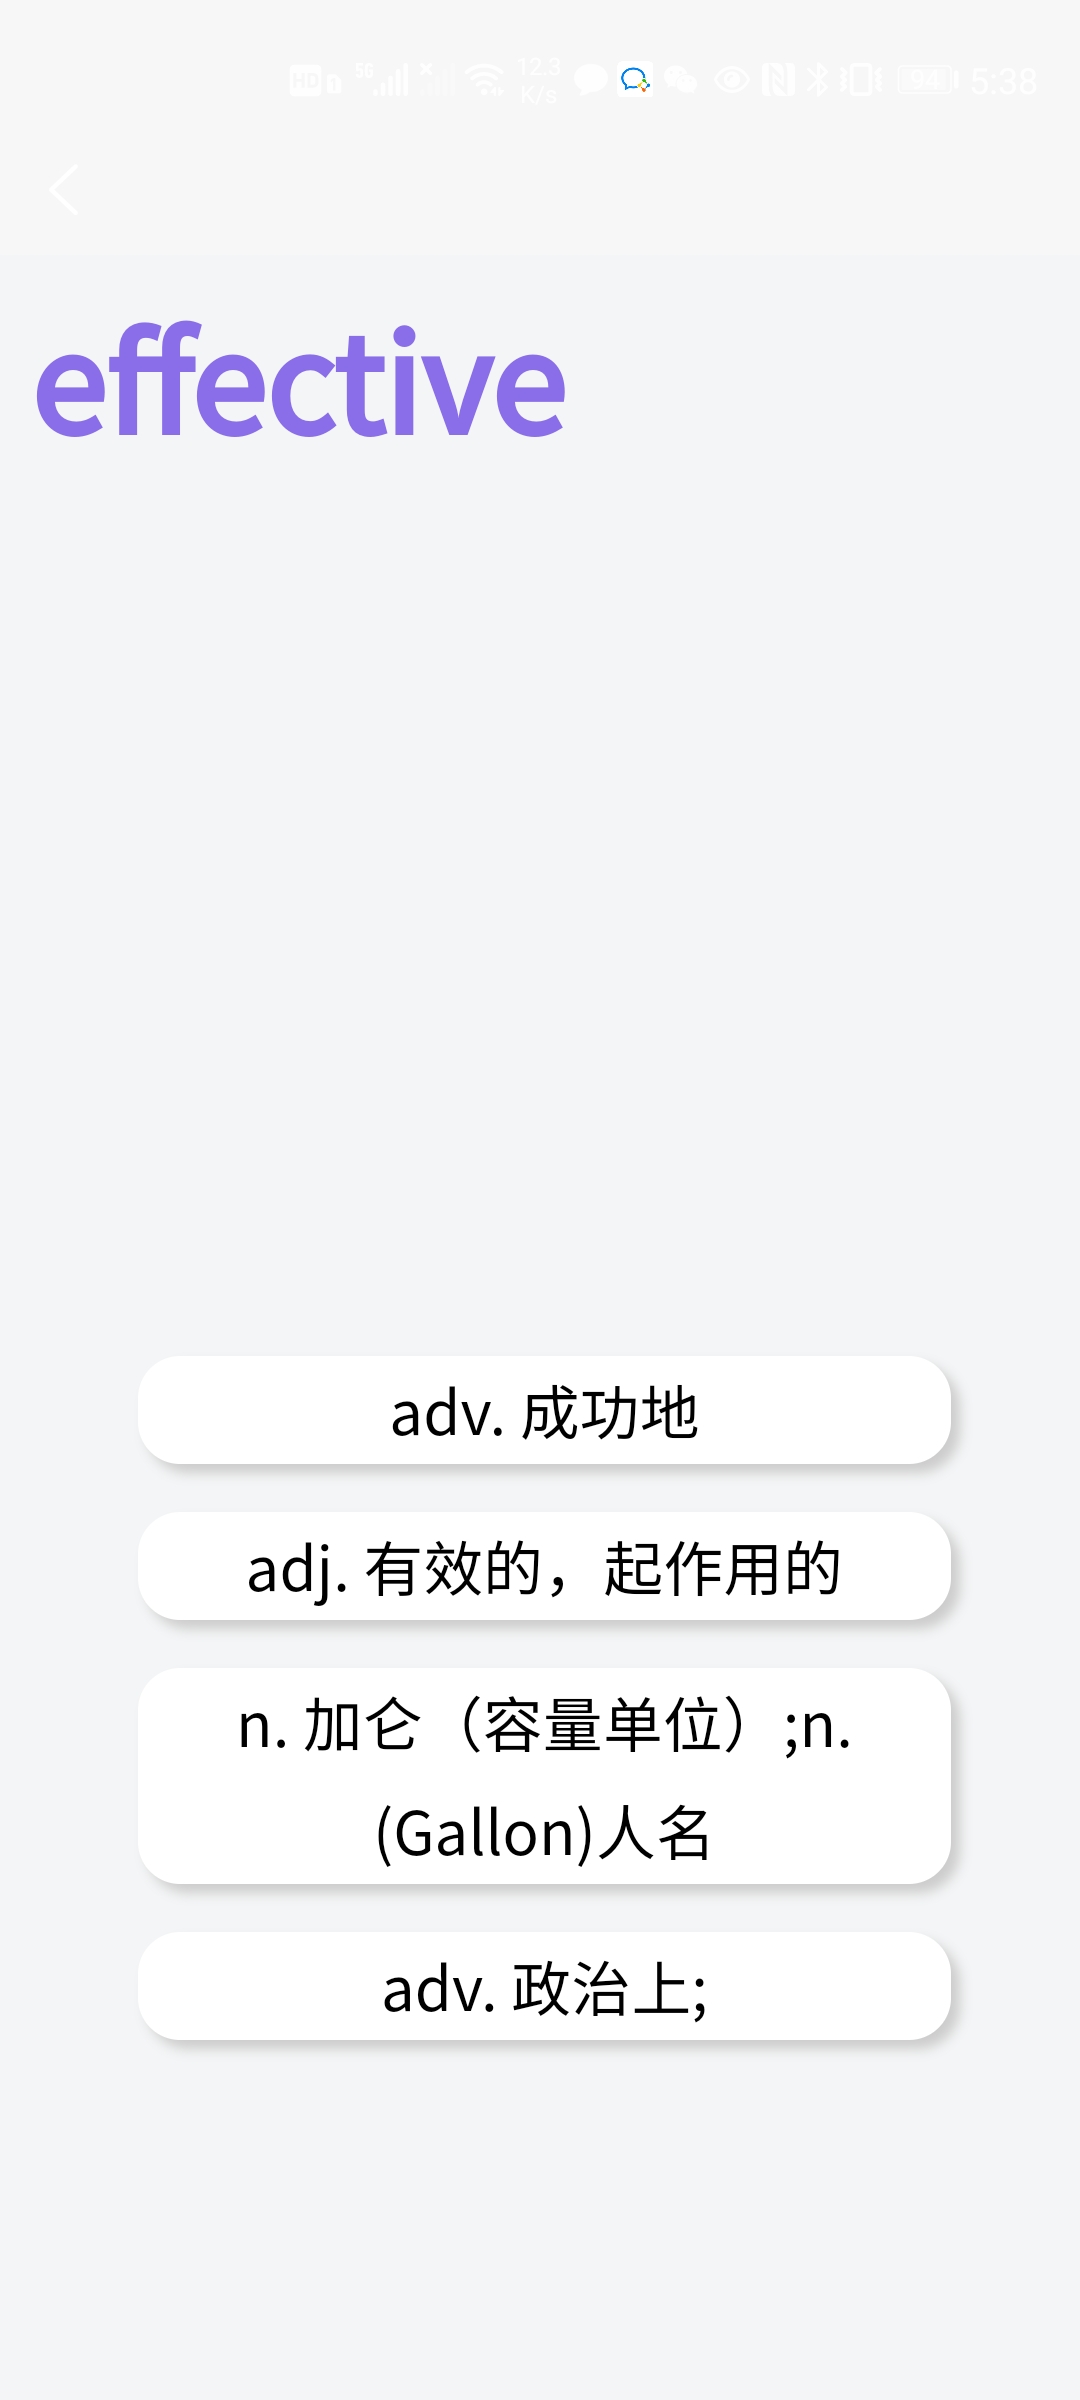 HD 1 5G 12.3 94 5:38
K/s
effective
adv. 成功地
adj. 有效的，起作用的
n. 加仑（容量单位）;n.
(Gallon)人名
adv. 政治上;